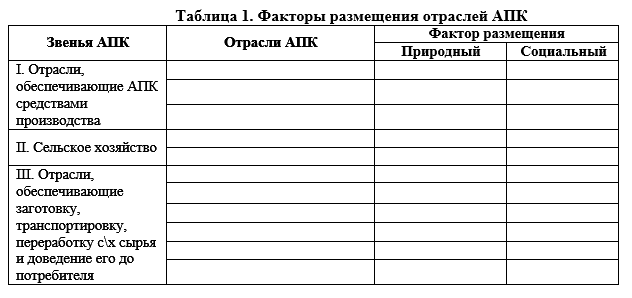 Таблица 1. Факторы размещения отраслей АПК
Звенья АПК
Отрасли АПК
Фактор размещения
Природный
Социальный
I. Отрасли,
обеспечивающие АПК
средствами
производства
II. Сельское хозяйство
III. Отрасли,
обеспечивающие
заготовку,
транспортировку,
переработку с\х сырья
и доведение его до
потребителя